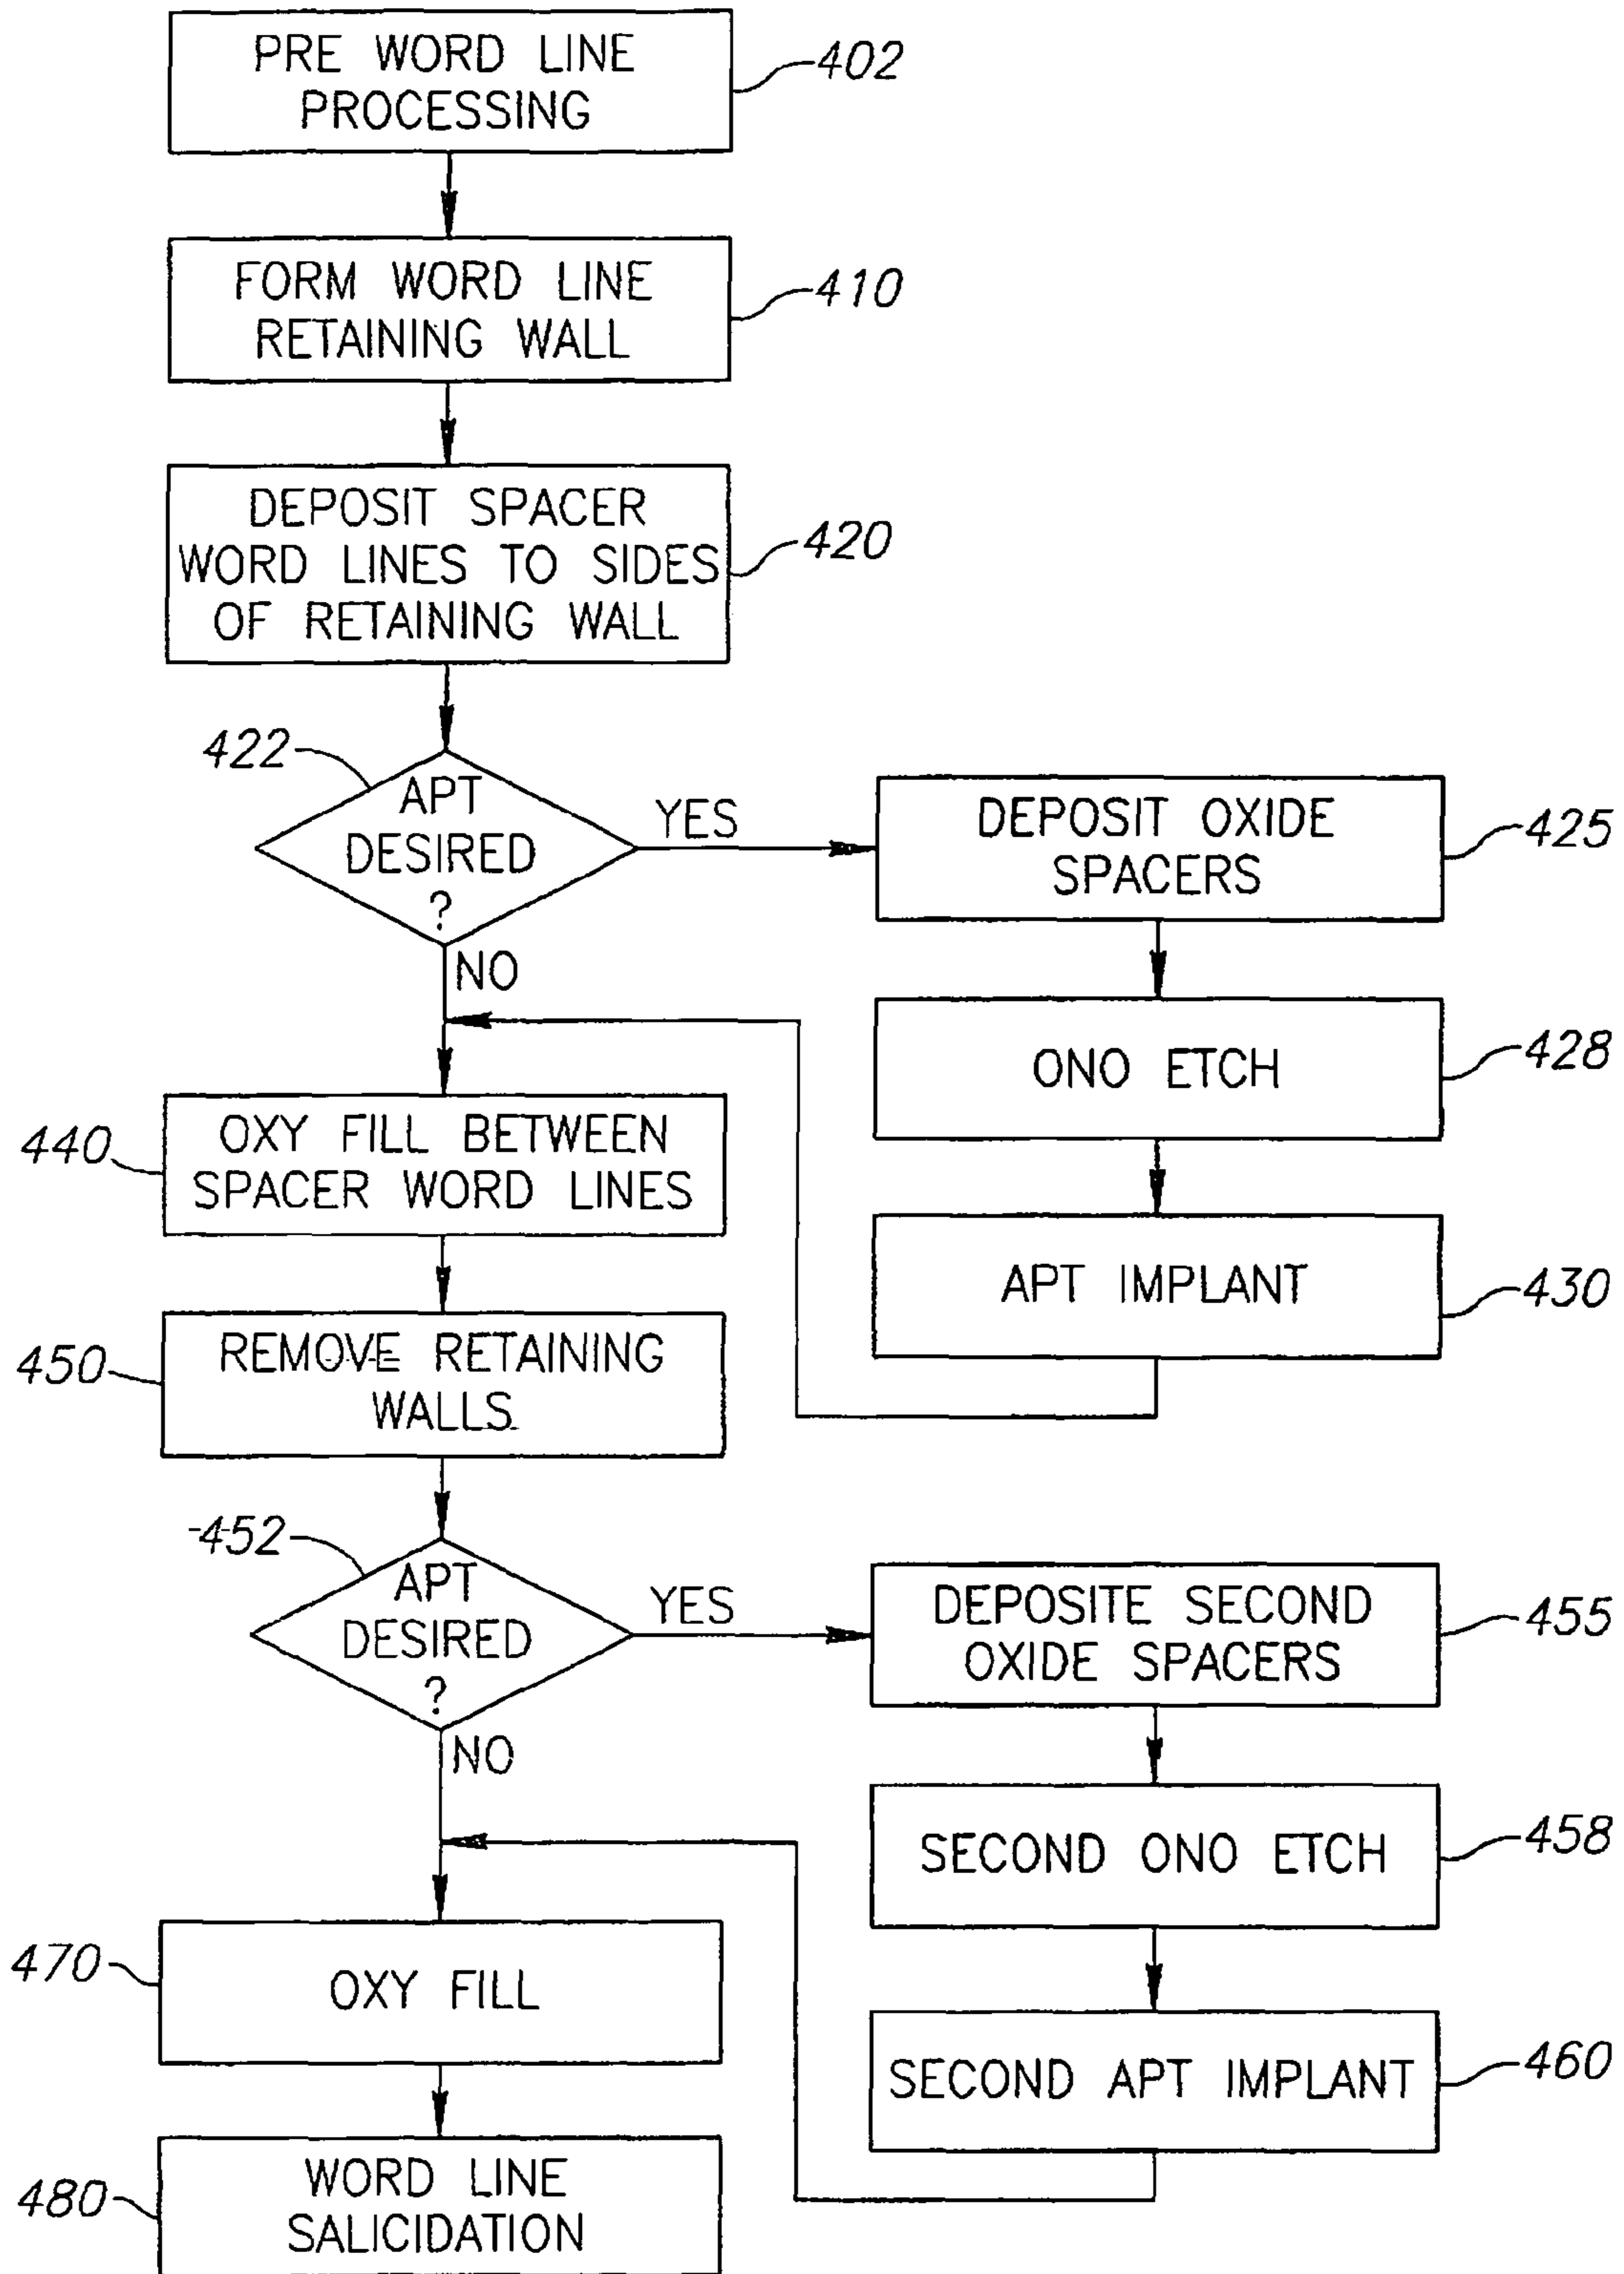 PRE WORD LINE
PROCESSING
402
FORM WORD LINE
RETAINING WALL
410
DEPOSIT SPACER
WORD LINES TO SIDES
OF RETAINING WALL
420
422
APT
DESIRED
?
YES
NO
DEPOSIT OXIDE
SPACERS
425
ONO ETCH
428
APT IMPLANT
430
440
OXY FILL BETWEEN
SPACER WORD LINES
450
REMOVE RETAINING
WALLS
452
APT
DESIRED
?
YES
NO
DEPOSITE SECOND
OXIDE SPACERS
455
SECOND ONO ETCH
458
SECOND APT IMPLANT
460
470
OXY FILL
480
WORD LINE
SALICIDATION